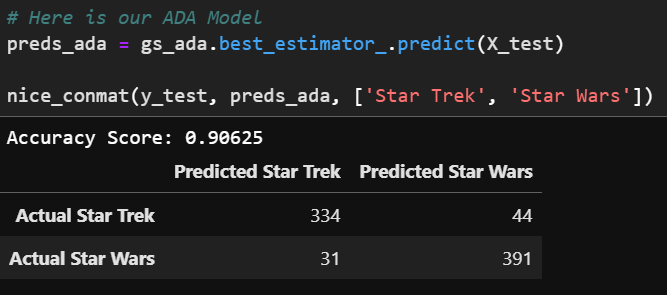 # Here is our ADA Model
preds_ada = gs_ada.best_estimator_.predict(X_test)
nice_conmat(y_test, preds_ada, ['Star Trek', 'Star Wars'])
Accuracy Score: 0.90625
Predicted Star Trek Predicted Star Wars
Actual Star Trek 334 44
Actual Star Wars 31 391